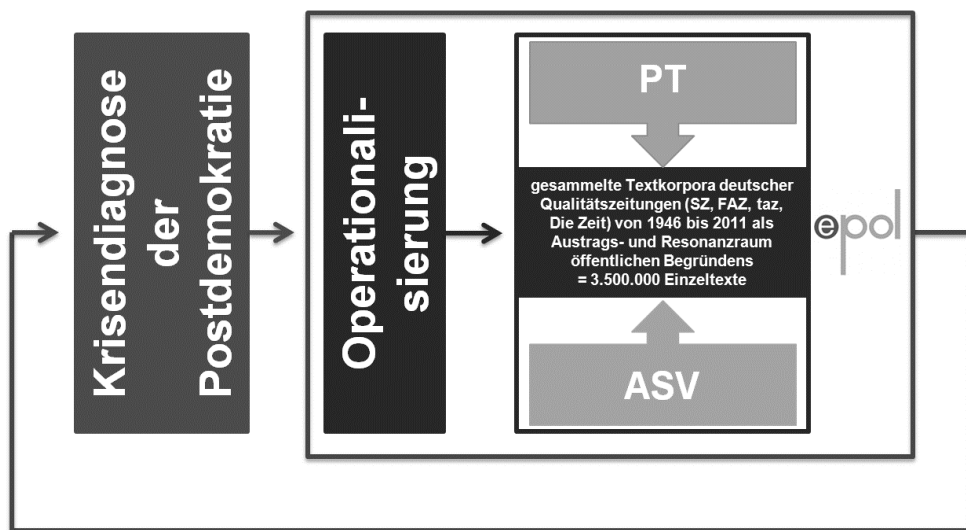 Krisendiagnose
der
Postdemokratie
Operationali-
sierung
PT
gesammelte Textkorpora deutscher
Qualitätszeitungen (SZ, FAZ, taz,
Die Zeit) von 1946 bis 2011 als
Austrags- und Resonanzraum
öffentlichen Begründens
= 3.500.000 Einzeltexte
ASV
epol